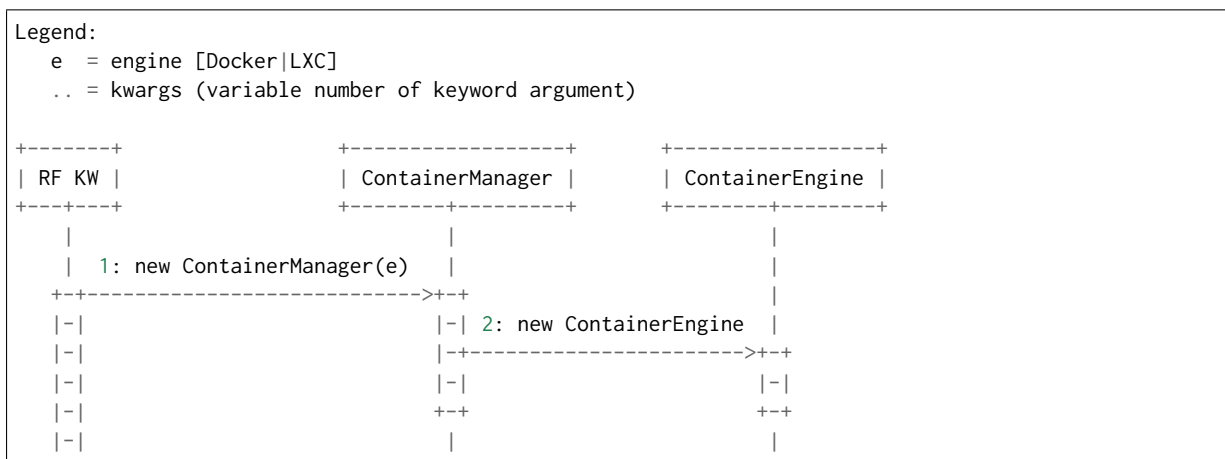 Legend:
   e  = engine [Docker|LXC]
   .. = kwargs (variable number of keyword argument)

+-------+                  +-------------------+       +------------------+
| RF KW |                  | ContainerManager |       | ContainerEngine |
+---+---+                  +--------+----------+       +--------+--------+
    |                               |                          |
    |  1: new ContainerManager(e)   |                          |
   +-+---------------------------->+-+                         |
   |-|                             |-| 2: new ContainerEngine  |
   |-|                             |-+----------------------->+-+
   |-|                             |-|                        |-|
   |-|                             +-+                        +-+
   |-|                              |                          |